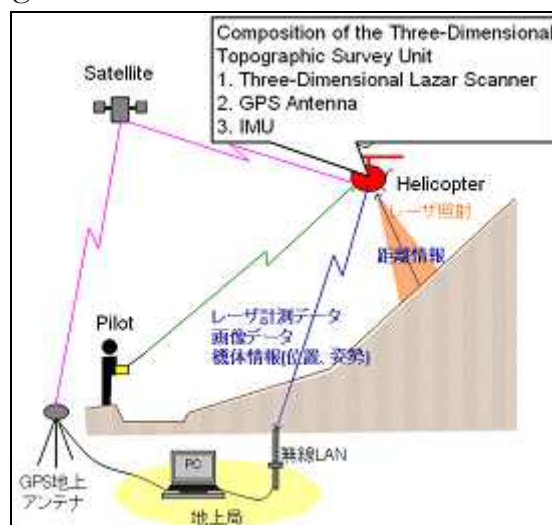 Composition of the Three-Dimensional
Topographic Survey Unit
1. Three-Dimensional Lazar Scanner
2. GPS Antenna
3. IMU
Satellite
Helicopter
レーザ照射
距離情報
Pilot
レーザ計測データ
画像データ
機体情報(位置、姿勢)
無線LAN
PC
GPS地上
アンテナ
地上局